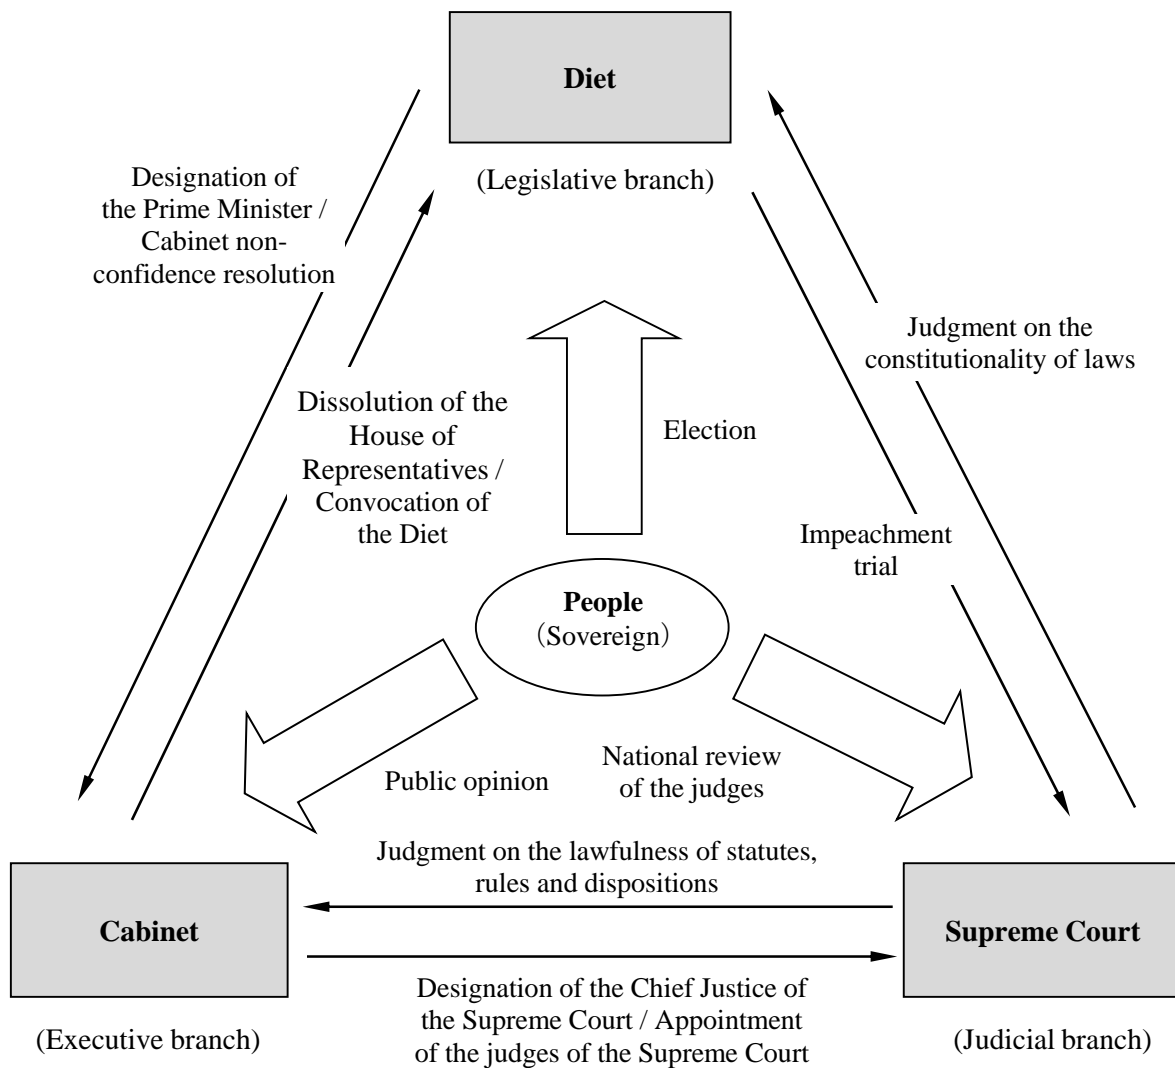 Diet
(Legislative branch)
Designation of
the Prime Minister /
Cabinet non-
confidence resolution
Judgment on the
constitutionality of laws
Dissolution of the
House of
Representatives /
Convocation of
the Diet
Election
Impeachment
trial
People
（Sovereign）
Public opinion
National review
of the judges
Judgment on the lawfulness of statutes,
rules and dispositions
Cabinet
Supreme Court
Designation of the Chief Justice of
the Supreme Court / Appointment
of the judges of the Supreme Court
(Executive branch)
(Judicial branch)